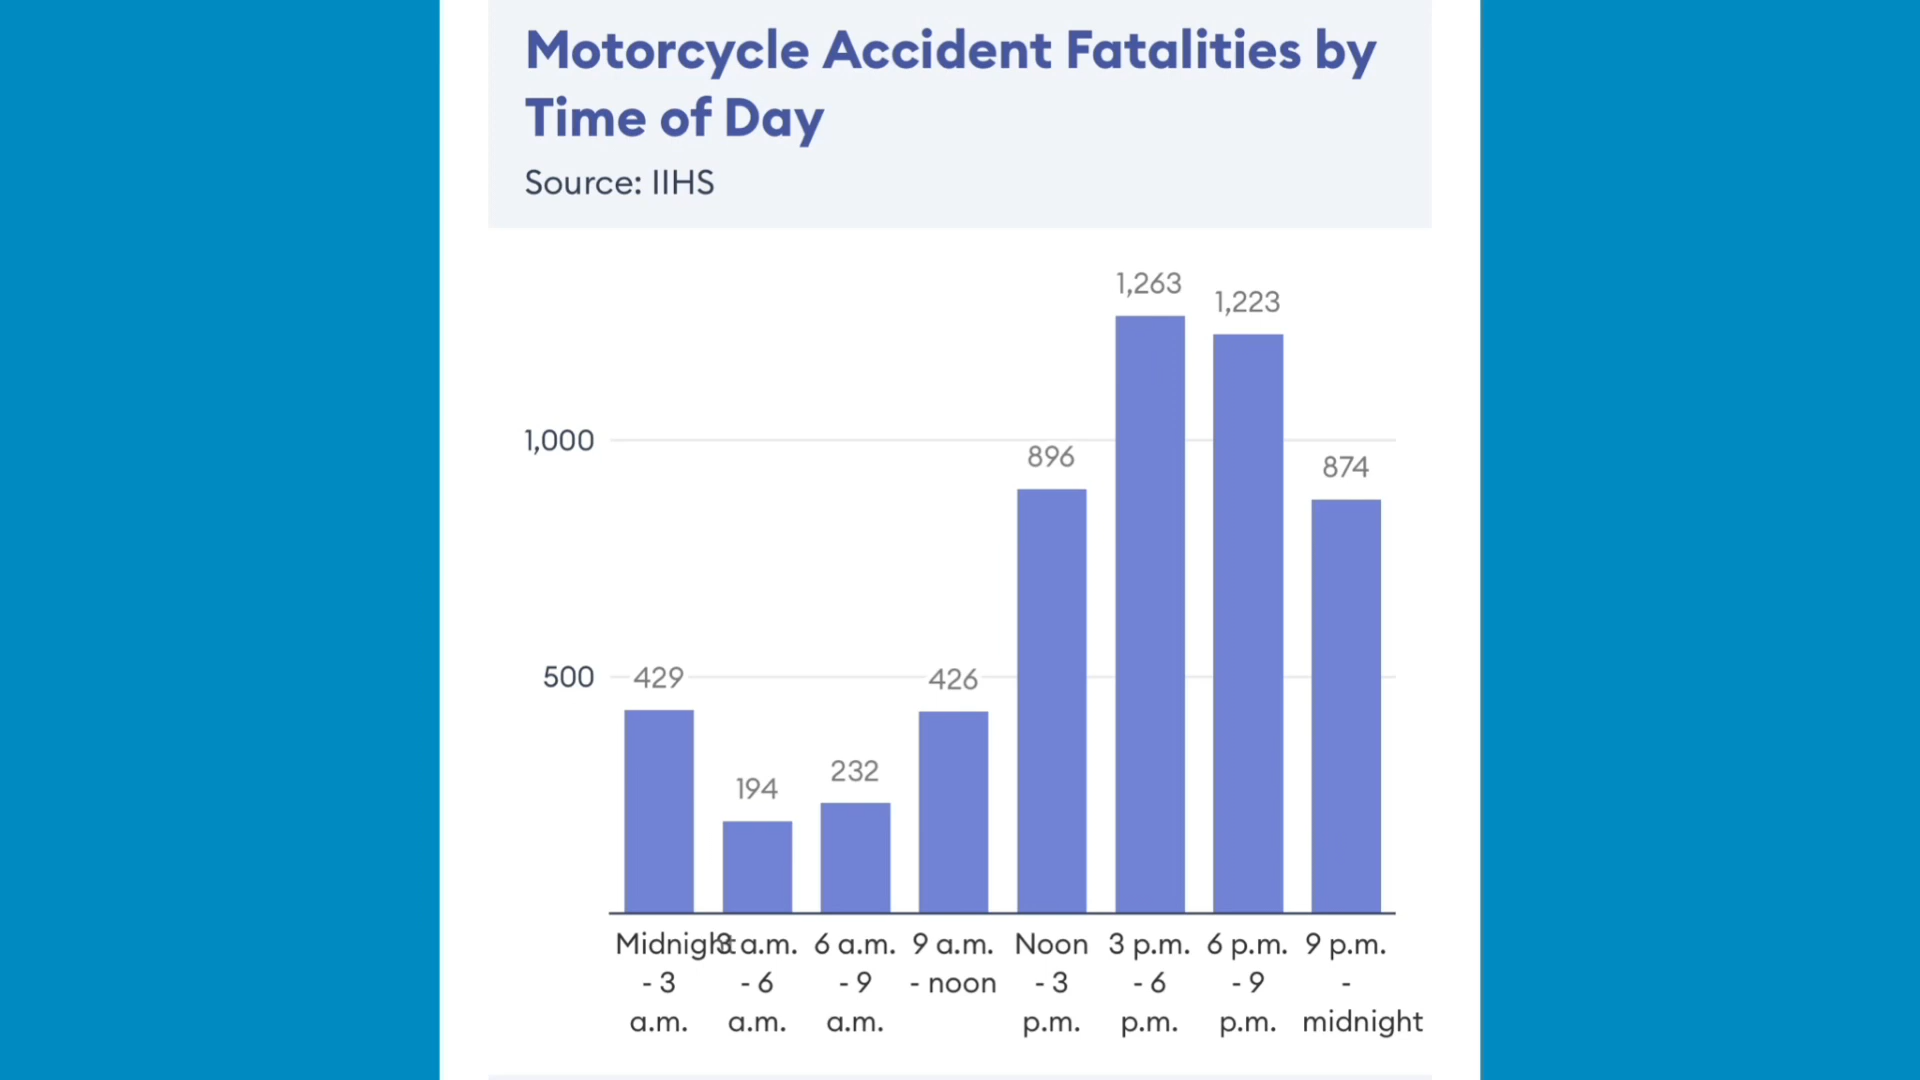 Motorcycle Accident Fatalities by
Time of Day
Source: IIHS
1,263
1,223
1,000
896
874
500
429
426
232
194
Midnight 3 a.m. 6 a.m. 9 a.m. Noon 3 p.m. 6 p.m. 9 p.m.
- 3 - 6 - 9 - noon - 3 - 6 - 9 -
a.m. a.m. a.m. p.m. p.m. p.m. midnight